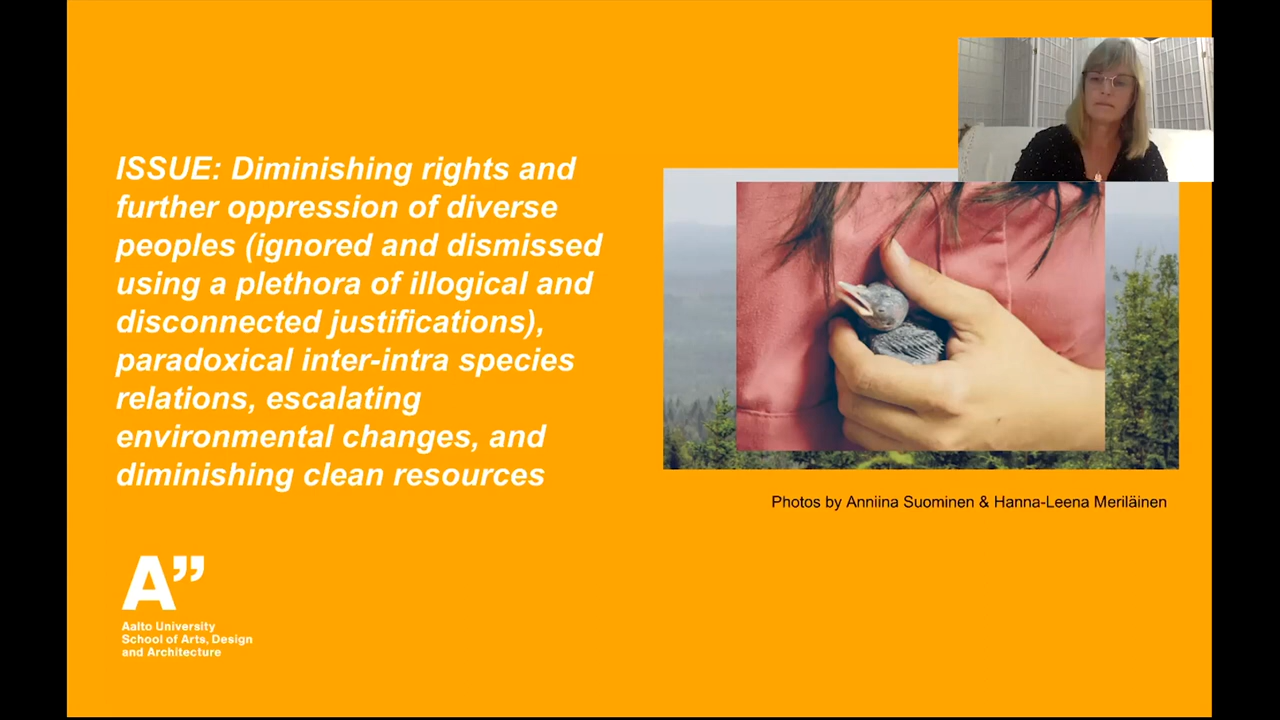 ISSUE: Diminishing rights and
further oppression of diverse
peoples (ignored and dismissed
using a plethora of illogical and
disconnected justifications),
paradoxical inter-intra species
relations, escalating
environmental changes, and
diminishing clean resources
Photos by Anniina Suominen & Hanna-Leena Meriläinen
A”
Aalto University
School of Arts, Design
and Architecture